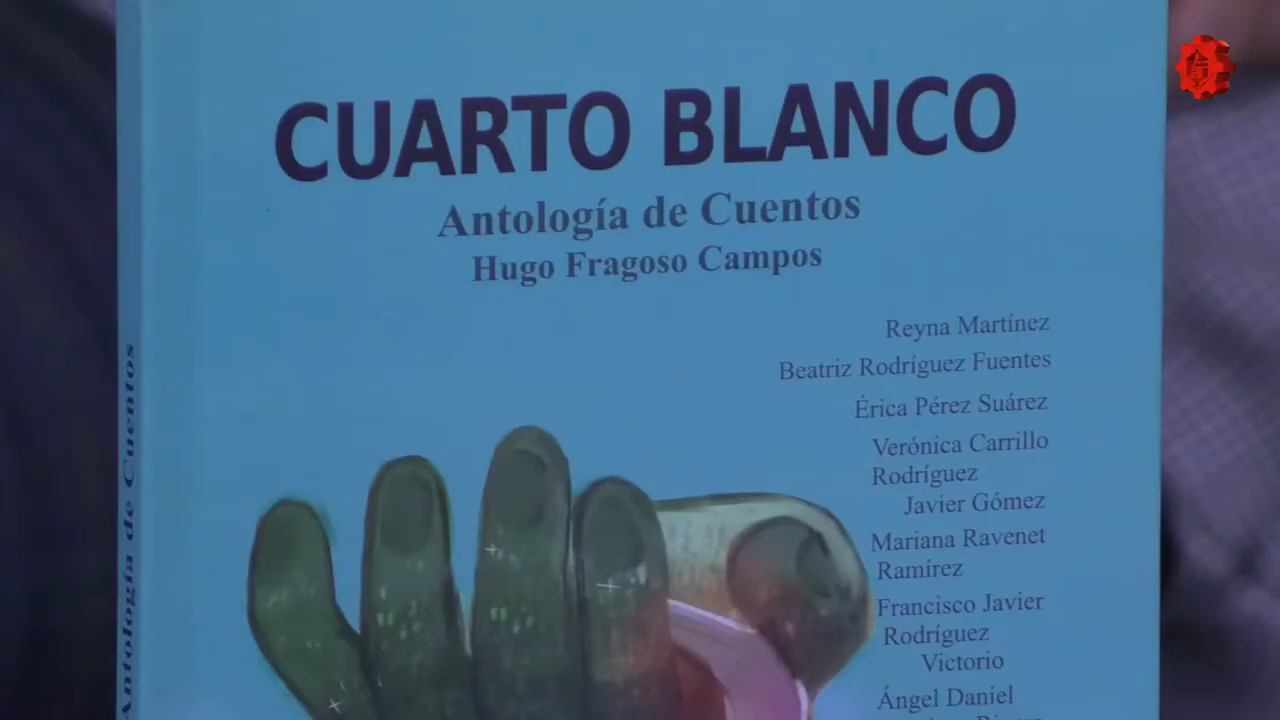 CUARTO BLANCO
Antología de Cuentos
Hugo Fragoso Campos
Reyna Martínez
Beatriz Rodríguez Fuentes
Érica Pérez Suárez
Verónica Carrillo
Rodríguez
Javier Gómez
Mariana Ravenet
Ramírez
Francisco Javier
Rodríguez
Victorio
Ángel Daniel
Antología de Cuentos